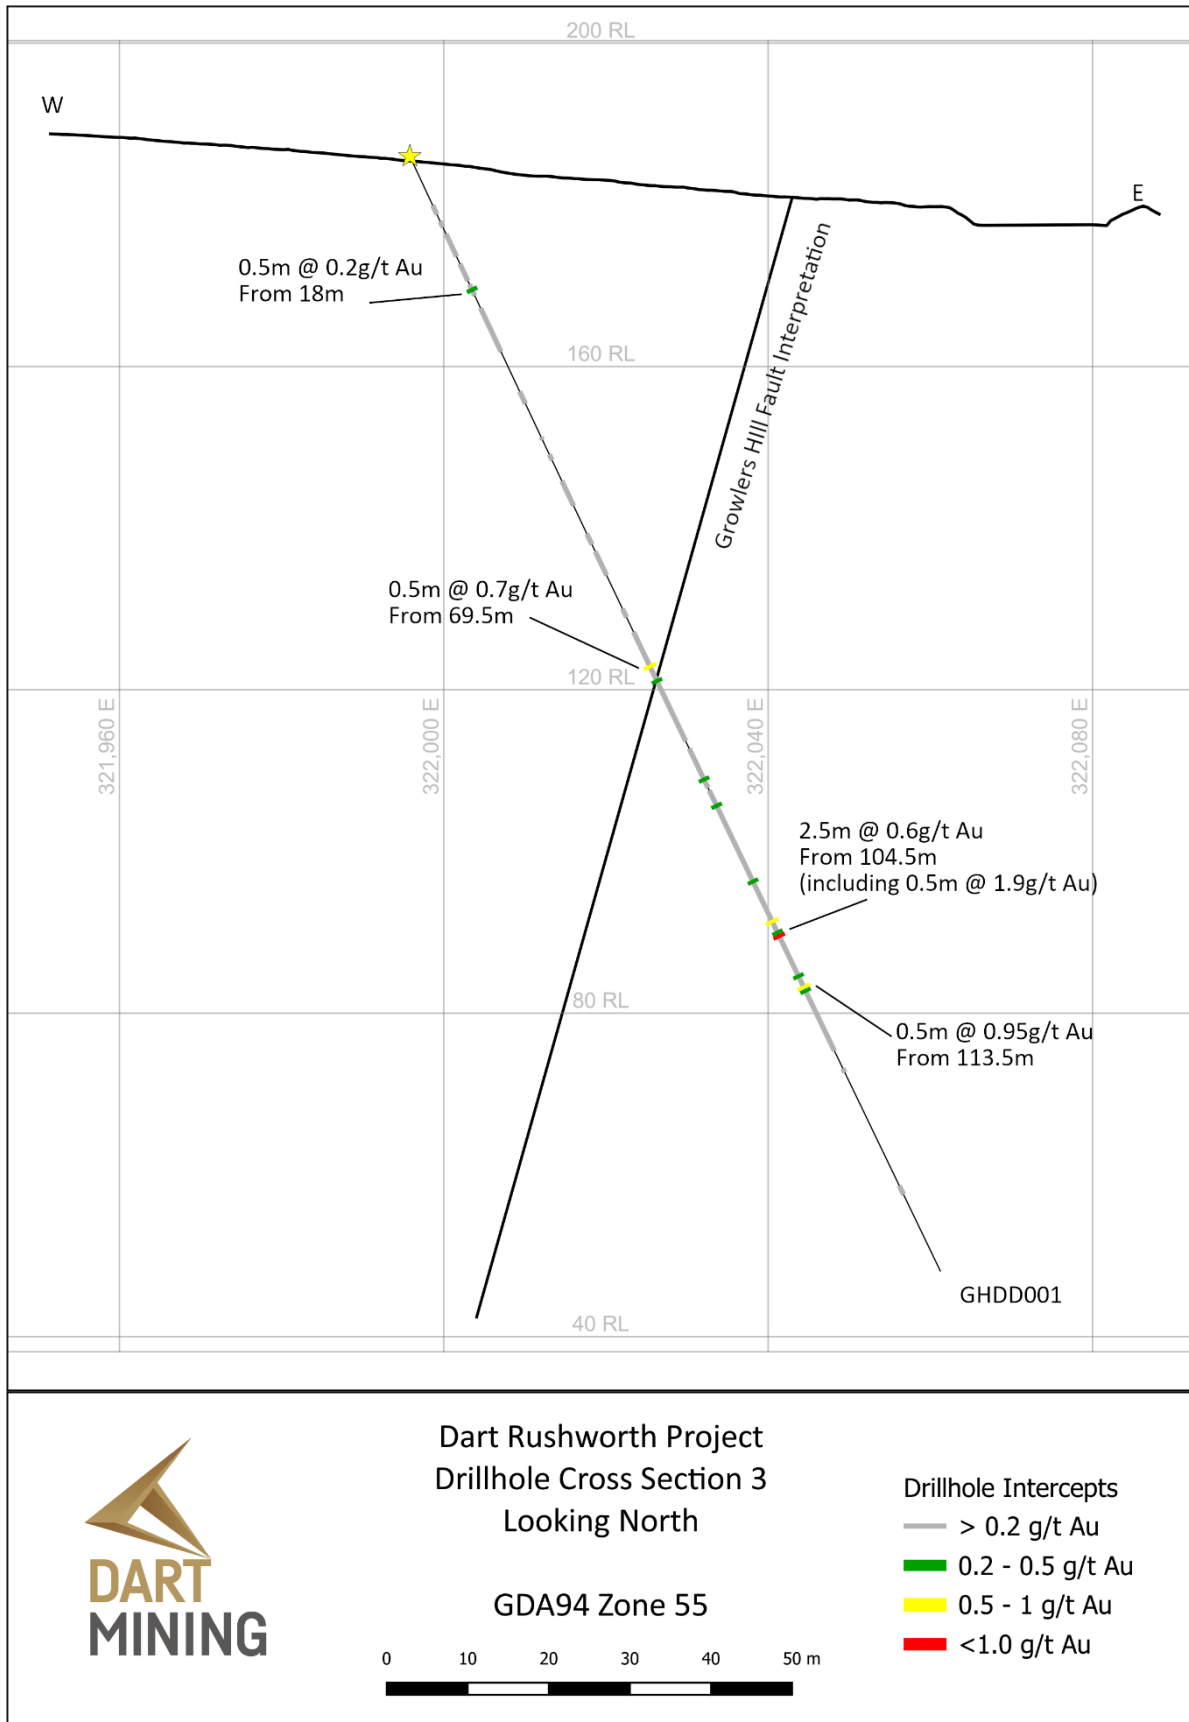 200 RL
W
E
0.5m @ 0.2g/t Au
From 18m
160 RL
Growlers HIll Fault Interpretation
0.5m @ 0.7g/t Au
From 69.5m
120 RL
321,960 E
322,000 E
322,040 E
322,080 E
2.5m @ 0.6g/t Au
From 104.5m
(including 0.5m @ 1.9g/t Au)
80 RL
0.5m @ 0.95g/t Au
From 113.5m
GHDD001
40 RL
DART
MINING
Dart Rushworth Project
Drillhole Cross Section 3
Looking North
GDA94 Zone 55
0 10 20 30 40 50 m
Drillhole Intercepts
> 0.2 g/t Au
0.2 - 0.5 g/t Au
0.5 - 1 g/t Au
<1.0 g/t Au